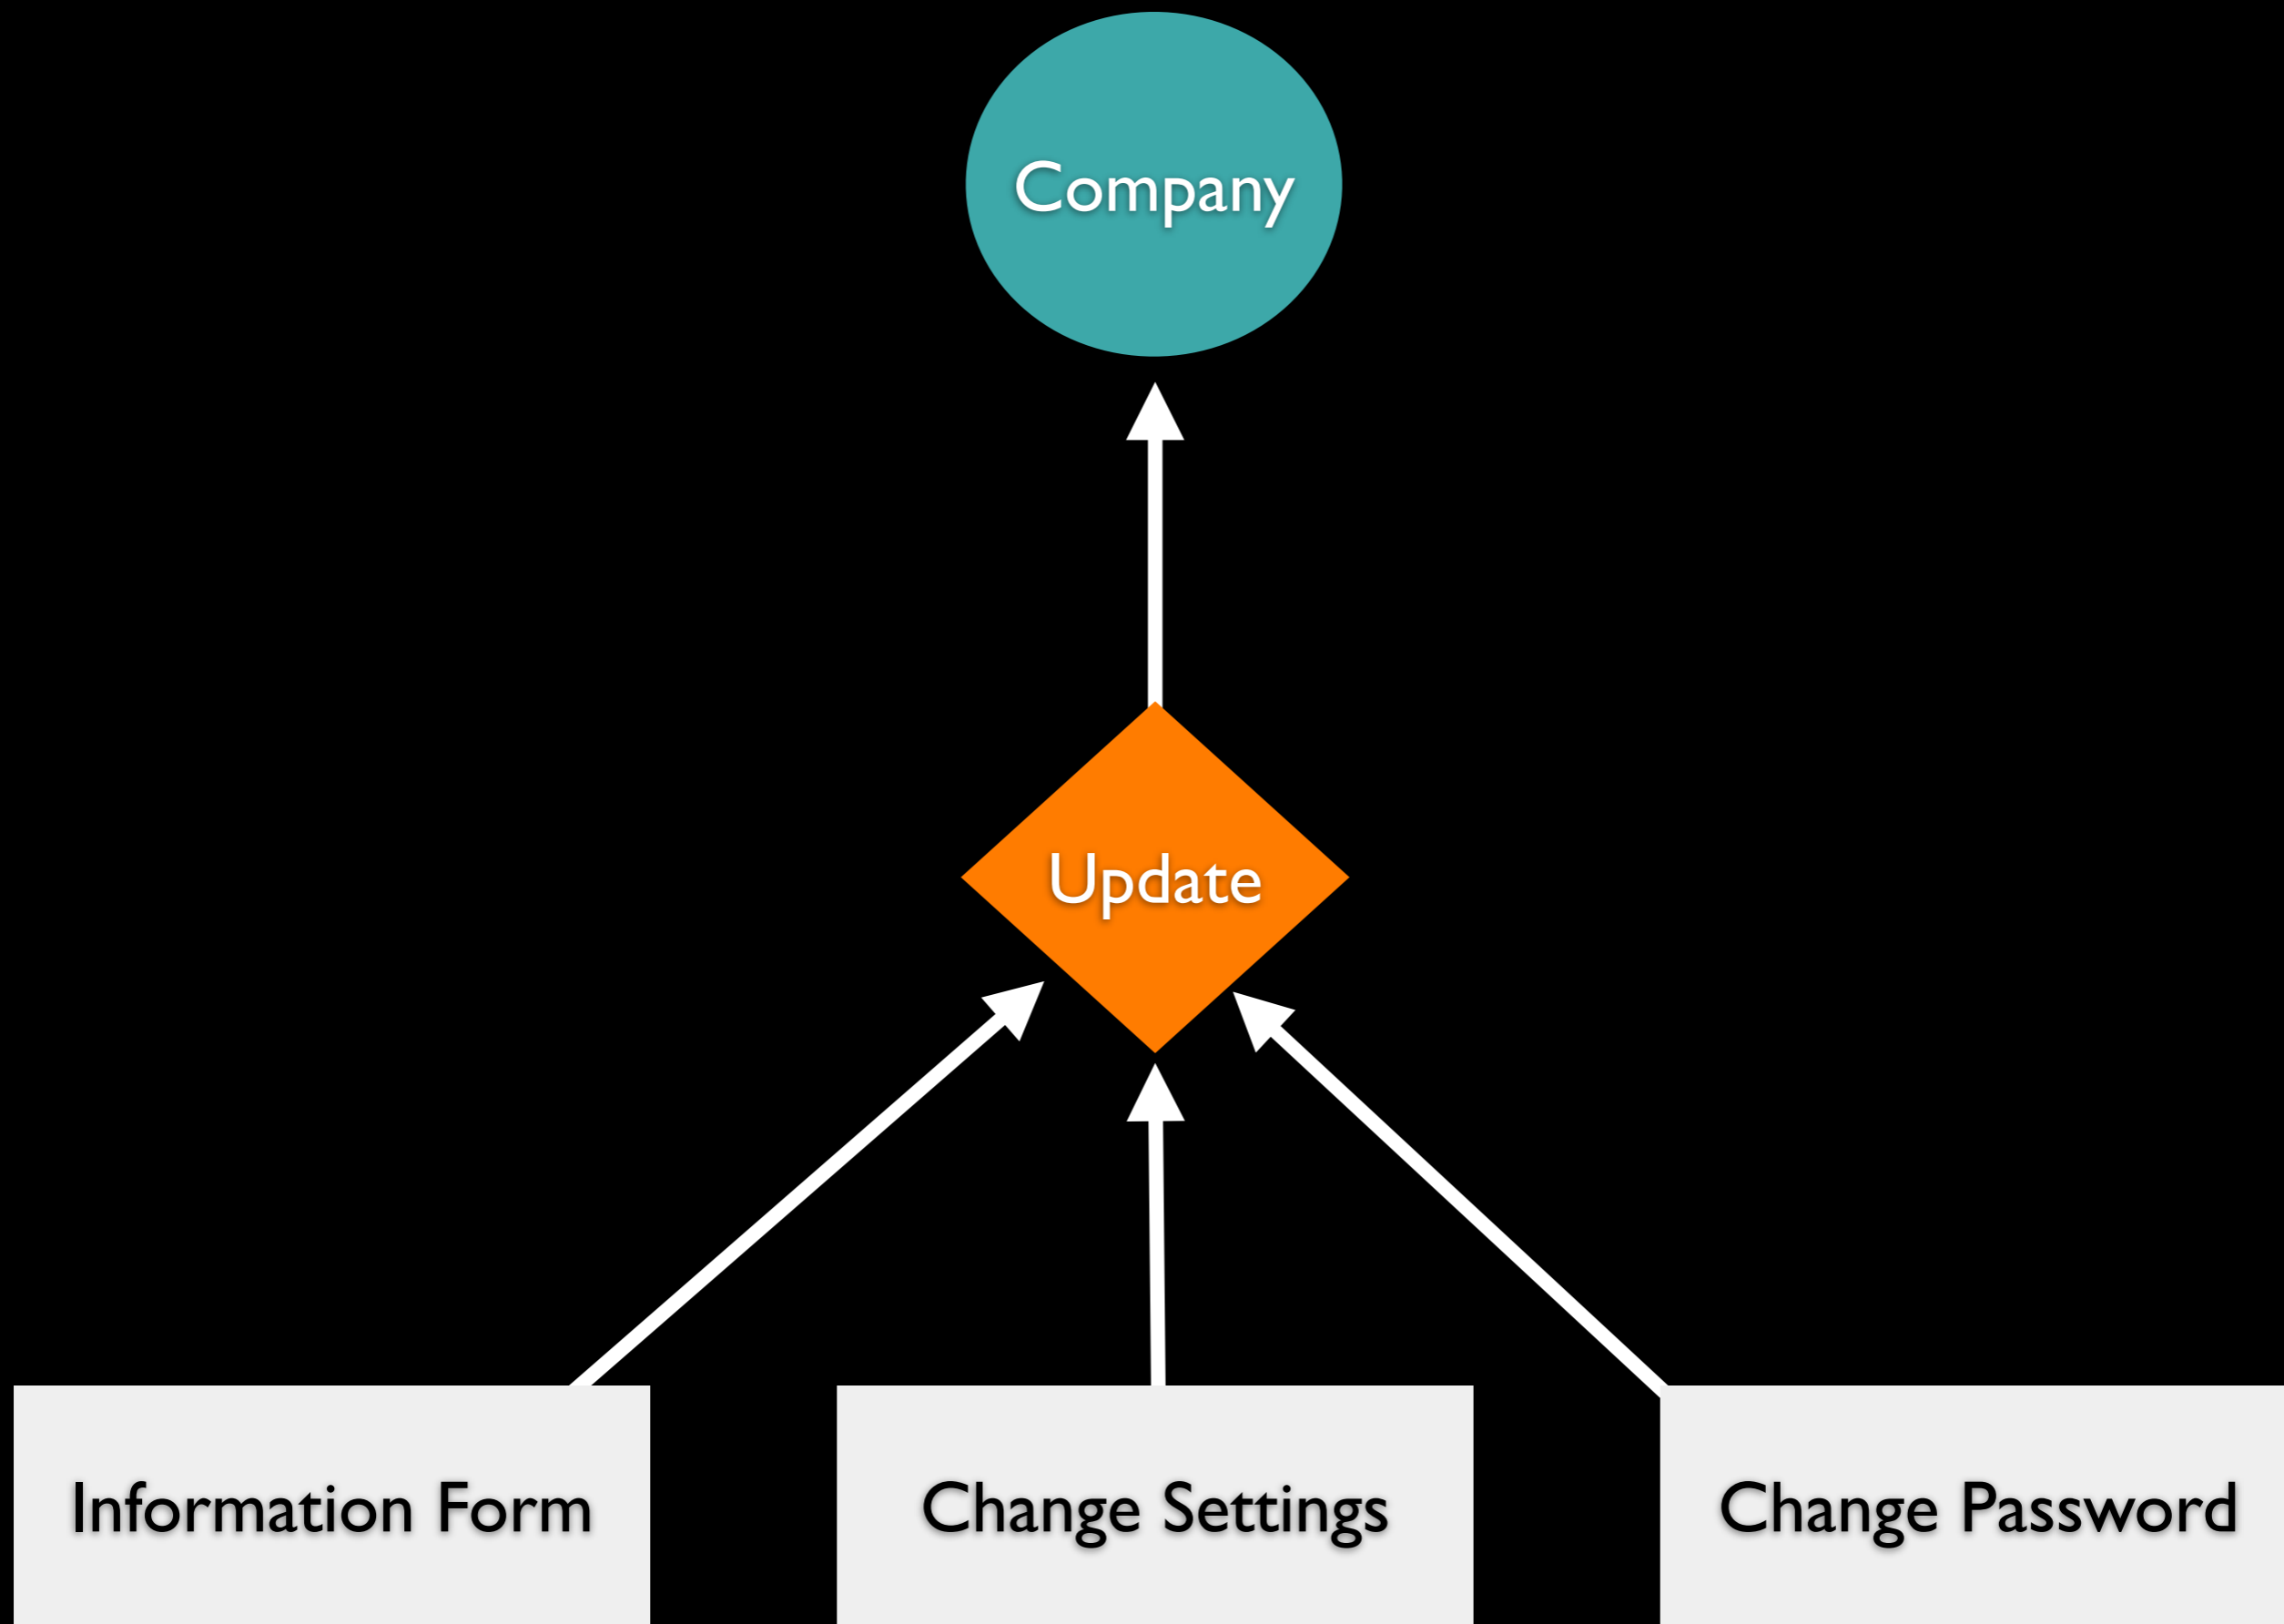 Company
Update
Information Form
Change Settings
Change Password